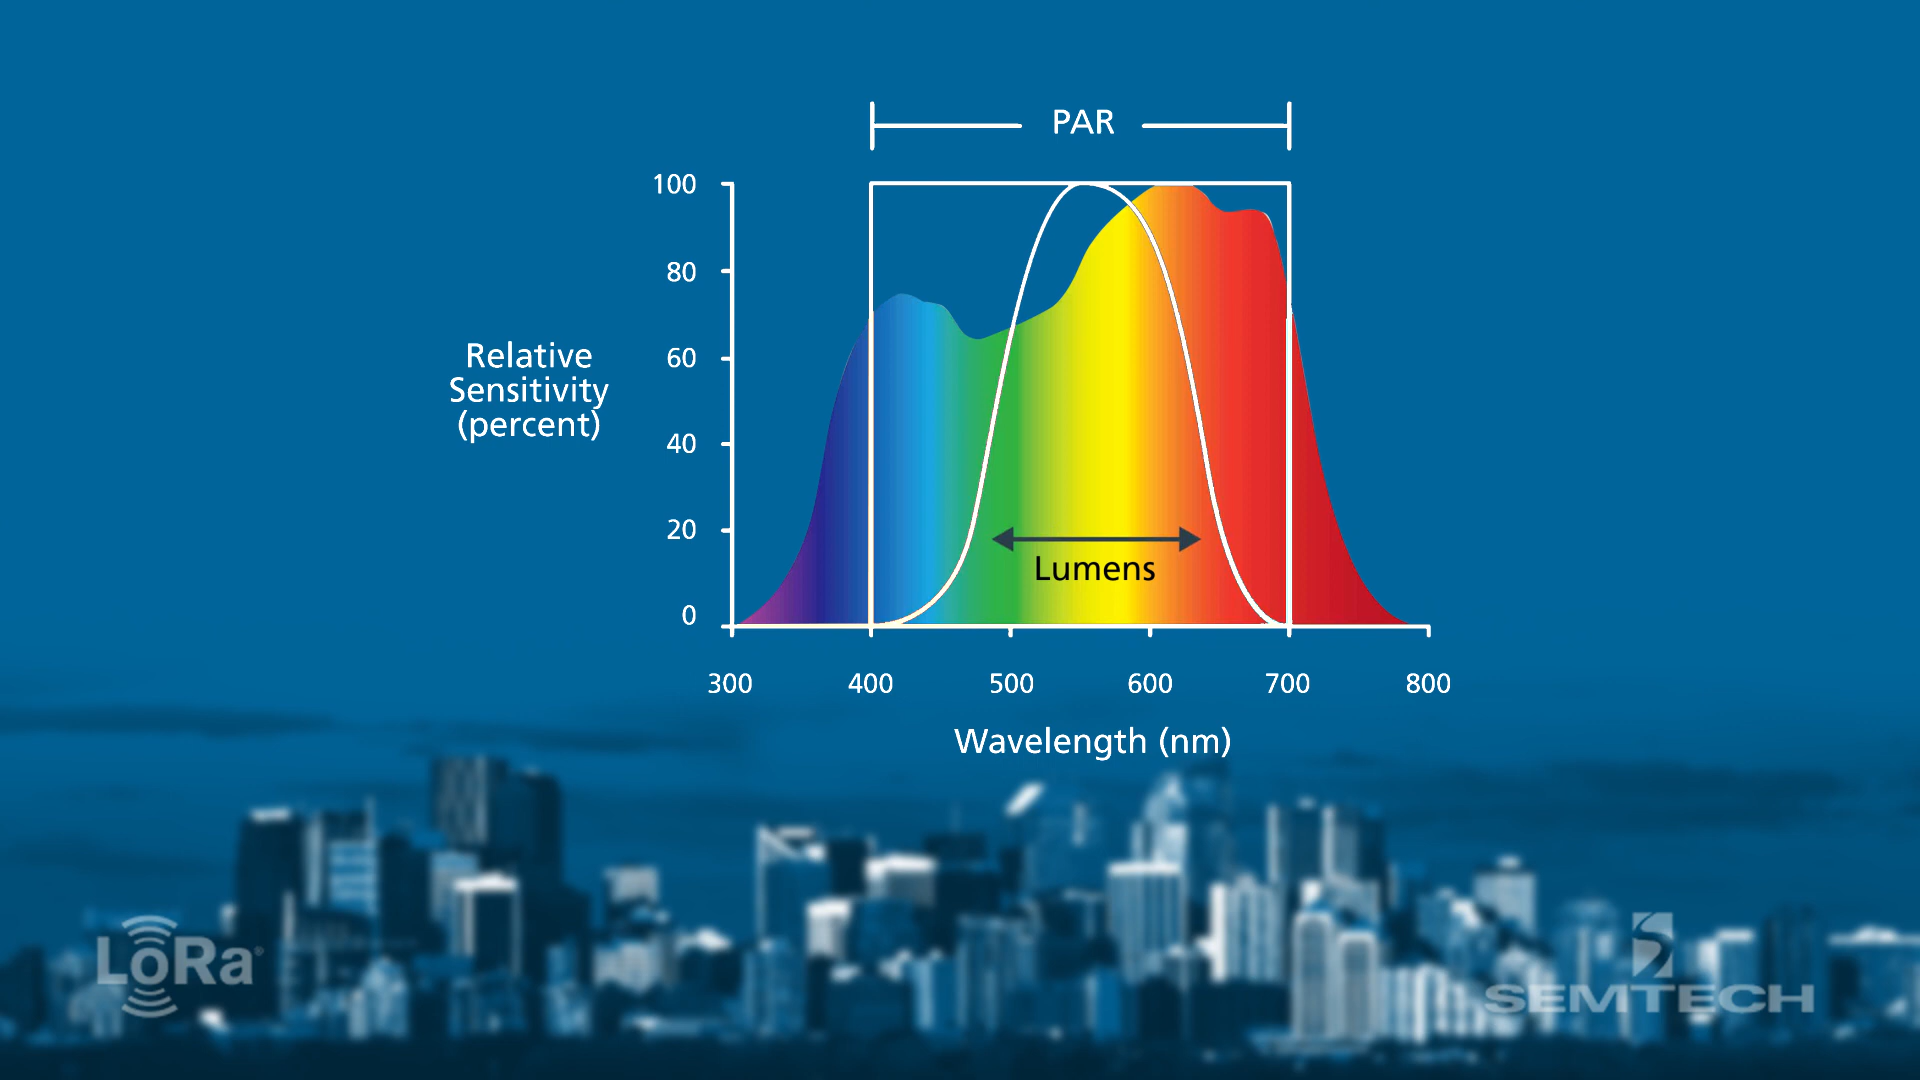 PAR
100
80
60
40
20
0
Relative
Sensitivity
(percent)
Lumens
300 400 500 600 700 800
Wavelength (nm)
LoRa®
SEMTECH